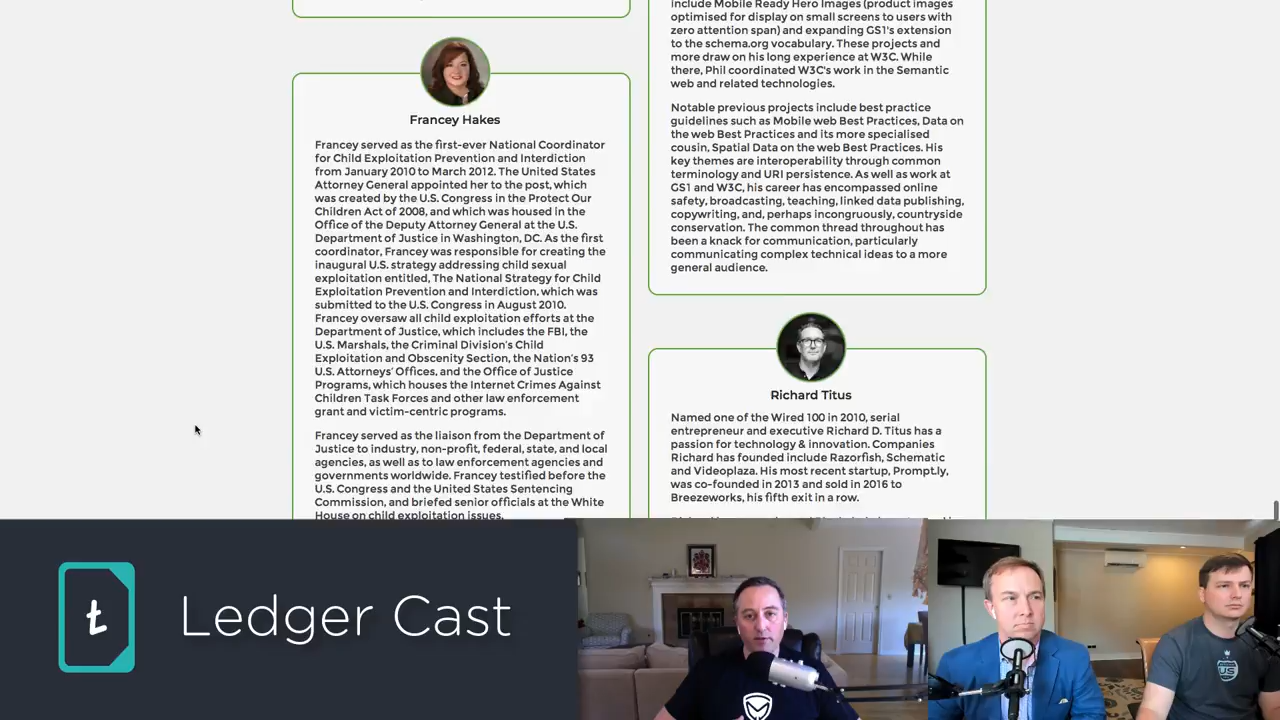 Francey Hakes
Francey served as the first-ever National Coordinator
for Child Exploitation Prevention and Interdiction
from January 2010 to March 2012. The United States
Attorney General appointed her to the post, which
was created by the U.S. Congress in the Protect Our
Children Act of 2008, and which was housed in the
Office of the Deputy Attorney General at the U.S.
Department of Justice in Washington, DC. As the first
coordinator, Francey was responsible for creating the
inaugural U.S. strategy addressing child sexual
exploitation entitled, The National Strategy for Child
Exploitation Prevention and Interdiction, which was
submitted to the U.S. Congress in August 2010.
Francey oversaw all child exploitation efforts at the
Department of Justice, which includes the FBI, the
U.S. Marshals, the Criminal Division's Child
Exploitation and Obscenity Section, the Nation's 93
U.S. Attorneys' Offices, and the Office of Justice
Programs, which houses the Internet Crimes Against
Children Task Forces and other law enforcement
grant and victim-centric programs.
Francey served as the liaison from the Department of
Justice to industry, non-profit, federal, state, and local
agencies, as well as to law enforcement agencies and
governments worldwide. Francey testified before the
U.S. Congress and the United States Sentencing
Commission, and briefed senior officials at the White
House on child exploitation issues.
include Mobile Ready Hero Images (product images
optimised for display on small screens to users with
zero attention span) and expanding GS1's extension
to the schema.org vocabulary. These projects and
more draw on his long experience at W3C. While
there, Phil coordinated W3C's work in the Semantic
web and related technologies.
Notable previous projects include best practice
guidelines such as Mobile web Best Practices, Data on
the web Best Practices and its more specialised
cousin, Spatial Data on the web Best Practices. His
key themes are interoperability through common
terminology and URI persistence. As well as work at
GS1 and W3C, his career has encompassed online
safety, broadcasting, teaching, linked data publishing,
copywriting, and, perhaps incongruously, countryside
conservation. The common thread throughout has
been a knack for communication, particularly
communicating complex technical ideas to a more
general audience.
Richard Titus
Named one of the Wired 100 in 2010, serial
entrepreneur and executive Richard D. Titus has a
passion for technology & innovation. Companies
Richard has founded include Razorfish, Schematic
and Videoplaza. His most recent startup, Prompt.ly,
was co-founded in 2013 and sold in 2016 to
Breezeworks, his fifth exit in a row.
Ledger Cast
US